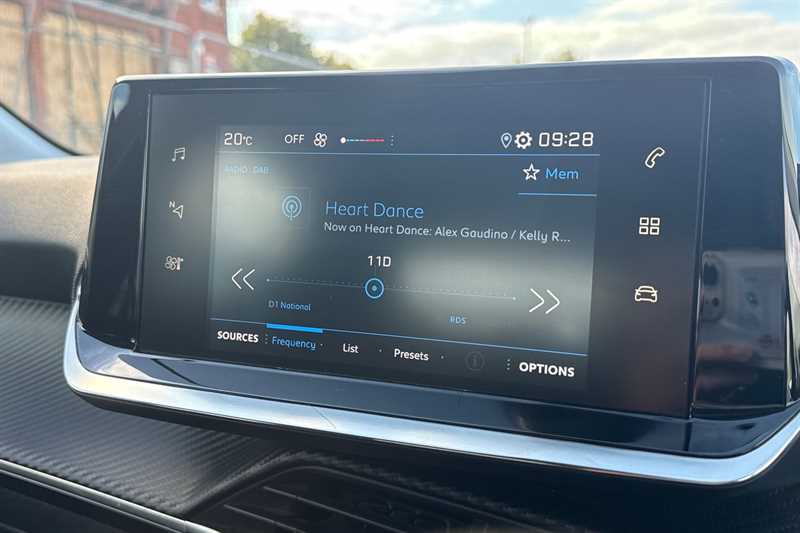 20°C OFF 09:28
RADIO : DAB
Mem
Heart Dance
Now on Heart Dance: Alex Gaudino / Kelly R...
11D
D1 National
RDS
SOURCES Frequency List Presets OPTIONS
N